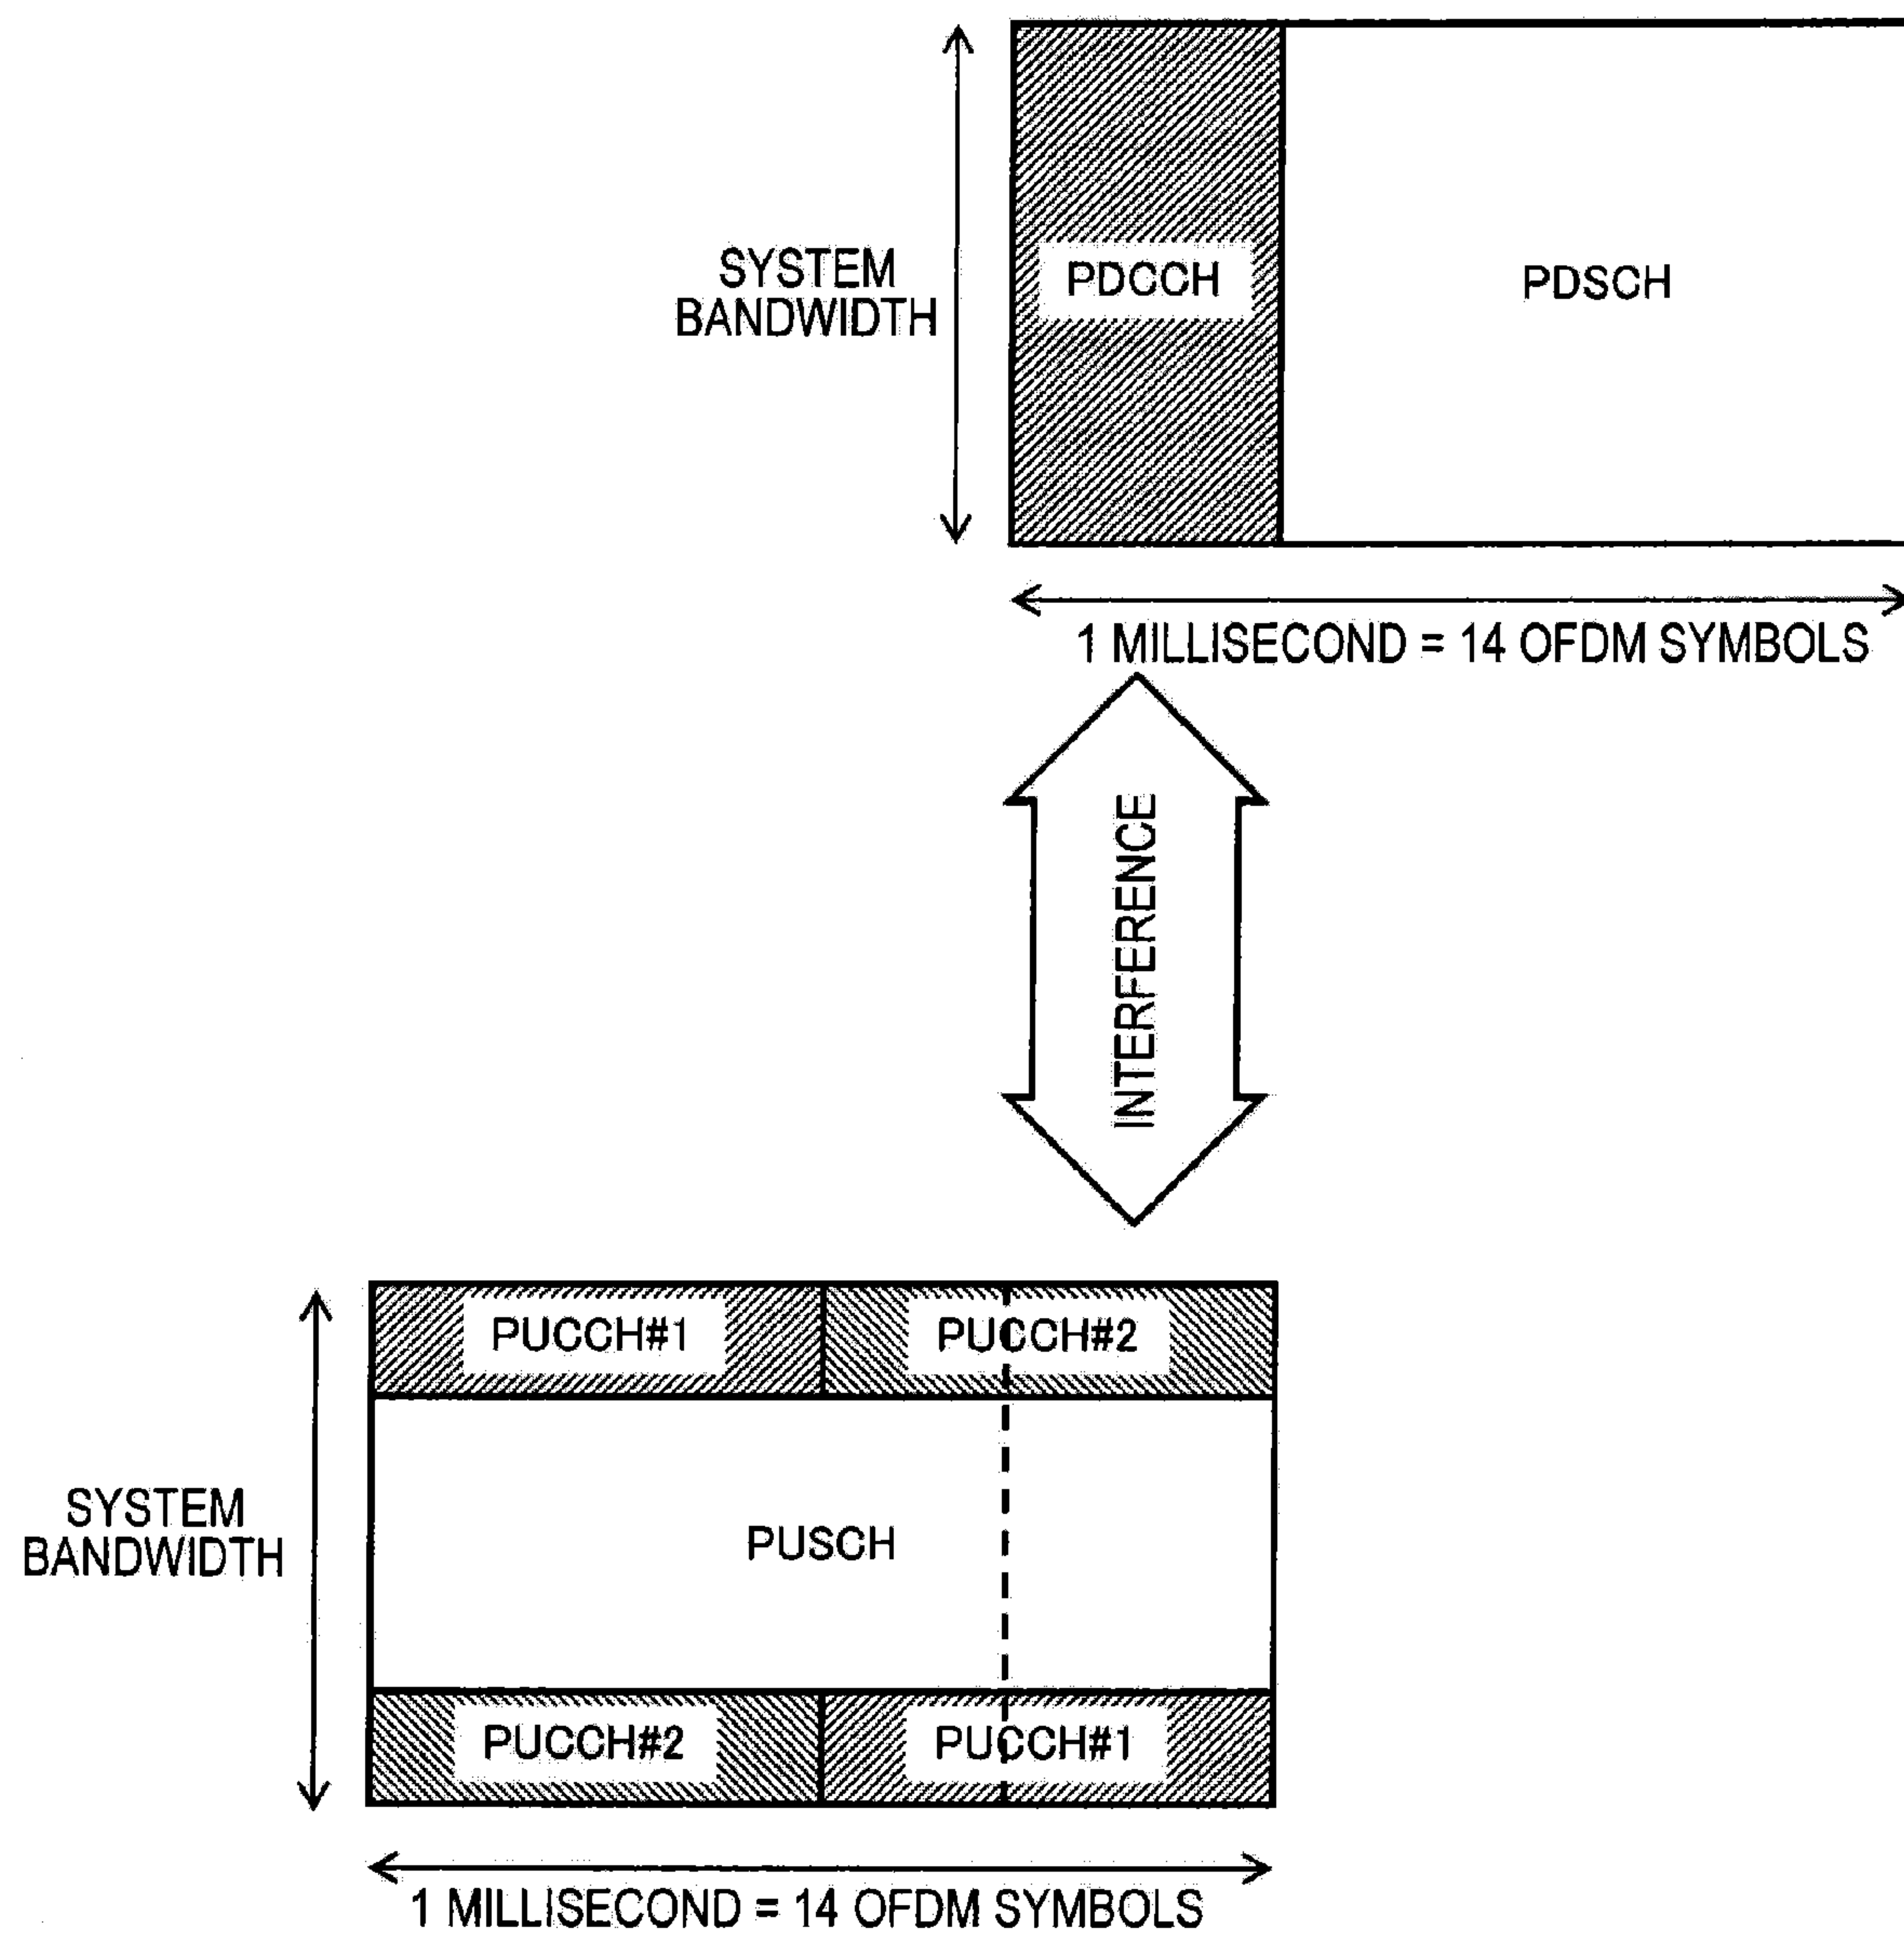 SYSTEM
BANDWIDTH
PDCCH
PDSCH
1 MILLISECOND = 14 OFDM SYMBOLS
INTERFERENCE
PUCCH#1
PUCCH#2
SYSTEM
BANDWIDTH
PUSCH
PUCCH#2
PUCCH#1
1 MILLISECOND = 14 OFDM SYMBOLS